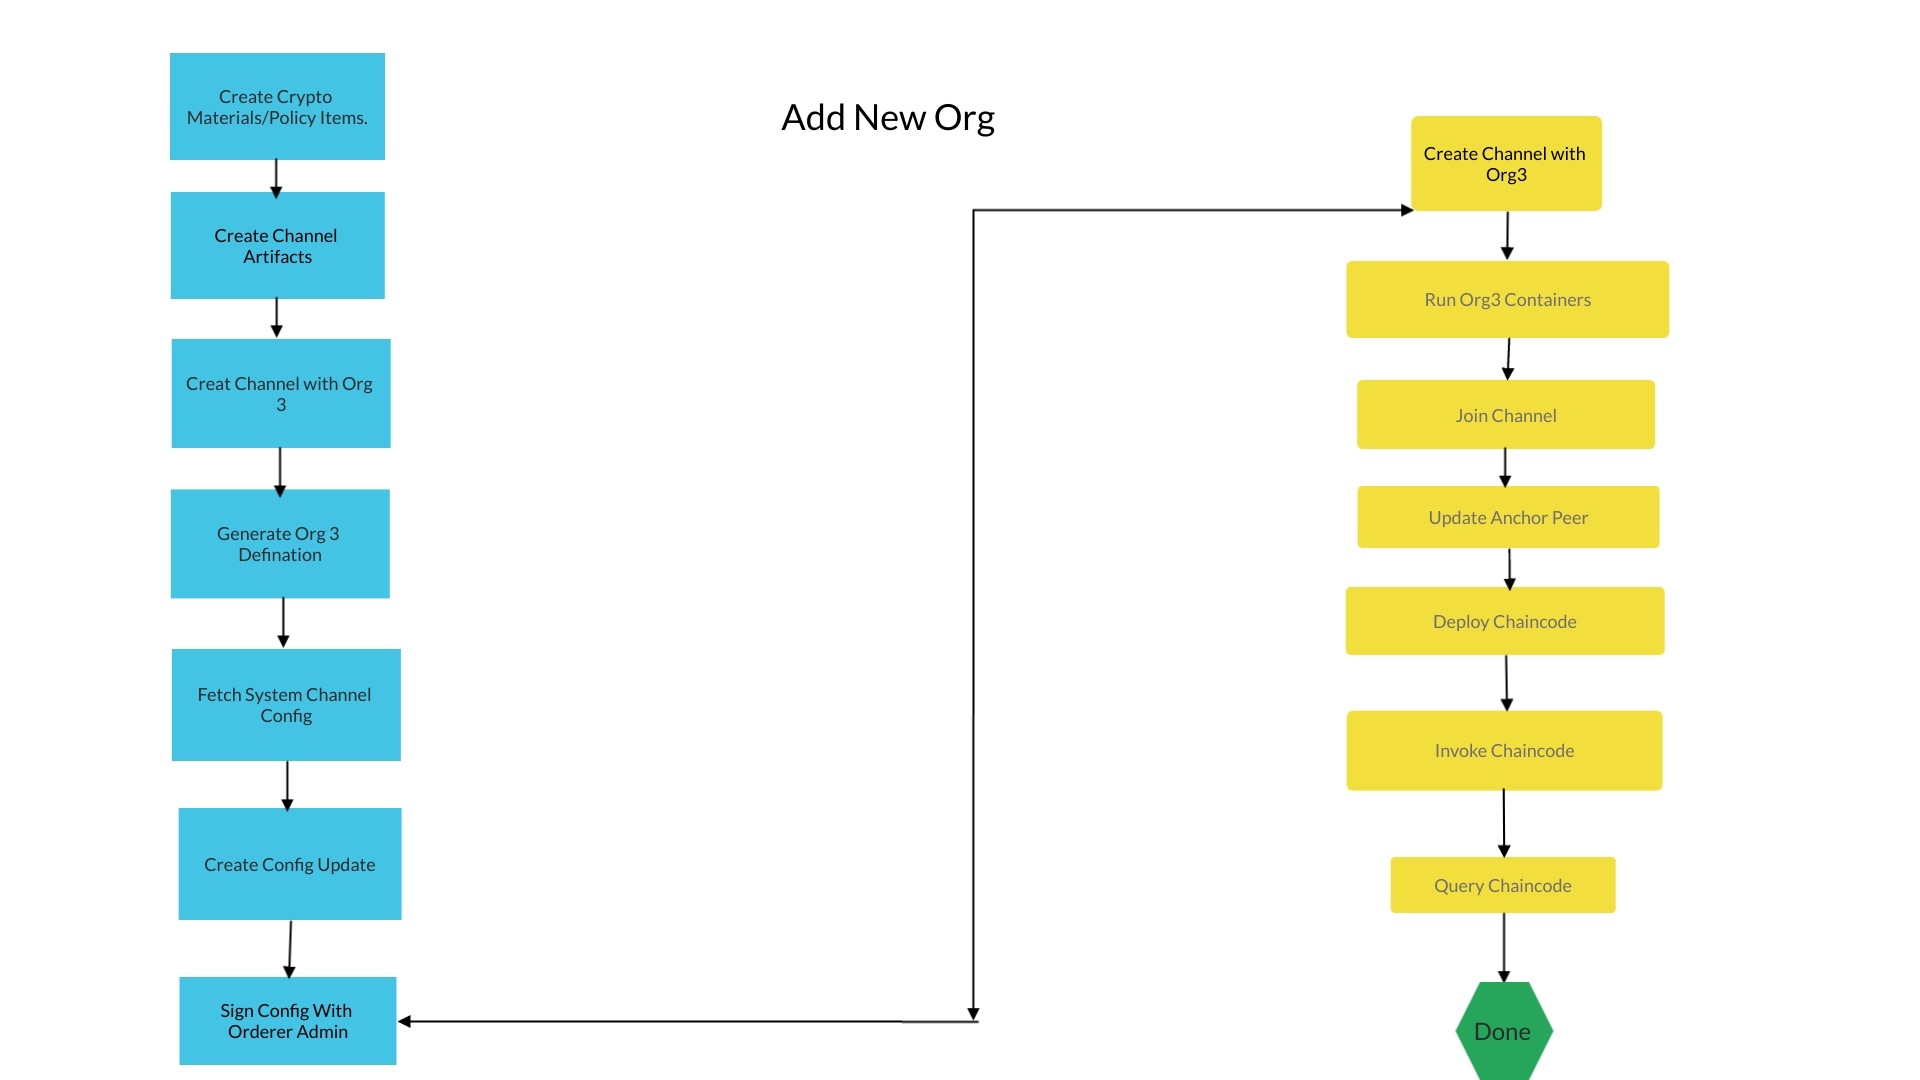 Add New Org
Create Crypto
Materials/Policy Items.
Create Channel
Artifacts
Creat Channel with Org
3
Generate Org 3
Defination
Fetch System Channel
Config
Create Config Update
Sign Config With
Orderer Admin
Create Channel with
Org3
Run Org3 Containers
Join Channel
Update Anchor Peer
Deploy Chaincode
Invoke Chaincode
Query Chaincode
Done